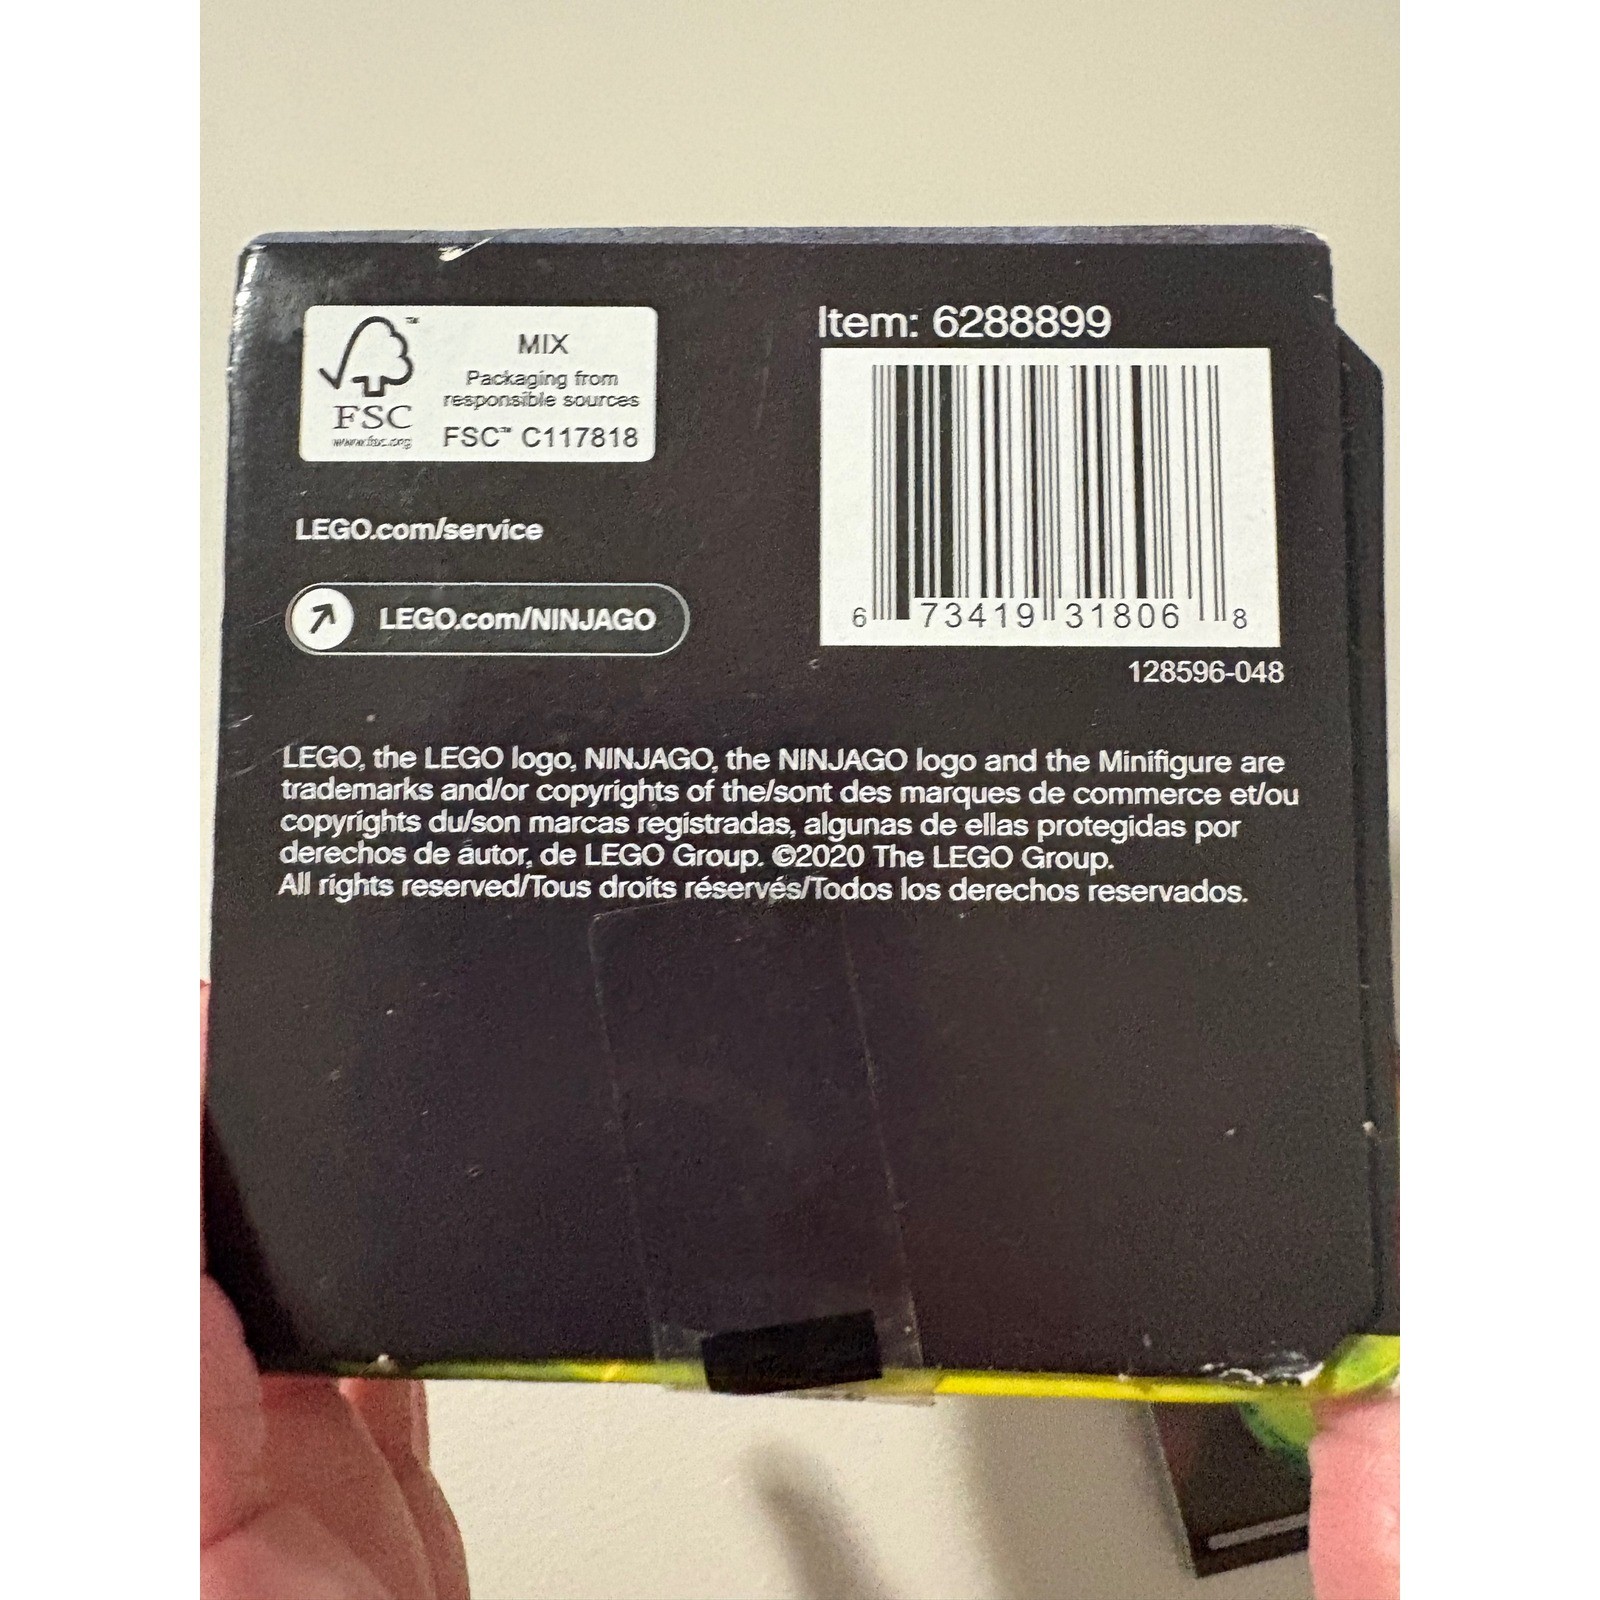 MIX
Packaging from
responsible sources
FSC™ C117818
™
FSC
www.fsc.org
LEGO.com/service
LEGO.com/NINJAGO
Item: 6288899
6 73419 31806 8
128596-048
LEGO, the LEGO logo, NINJAGO, the NINJAGO logo and the Minifigure are
trademarks and/or copyrights of the/sont des marques de commerce et/ou
copyrights du/son marcas registradas, algunas de ellas protegidas por
derechos de autor, de LEGO Group. ©2020 The LEGO Group.
All rights reserved/Tous droits réservés/Todos los derechos reservados.